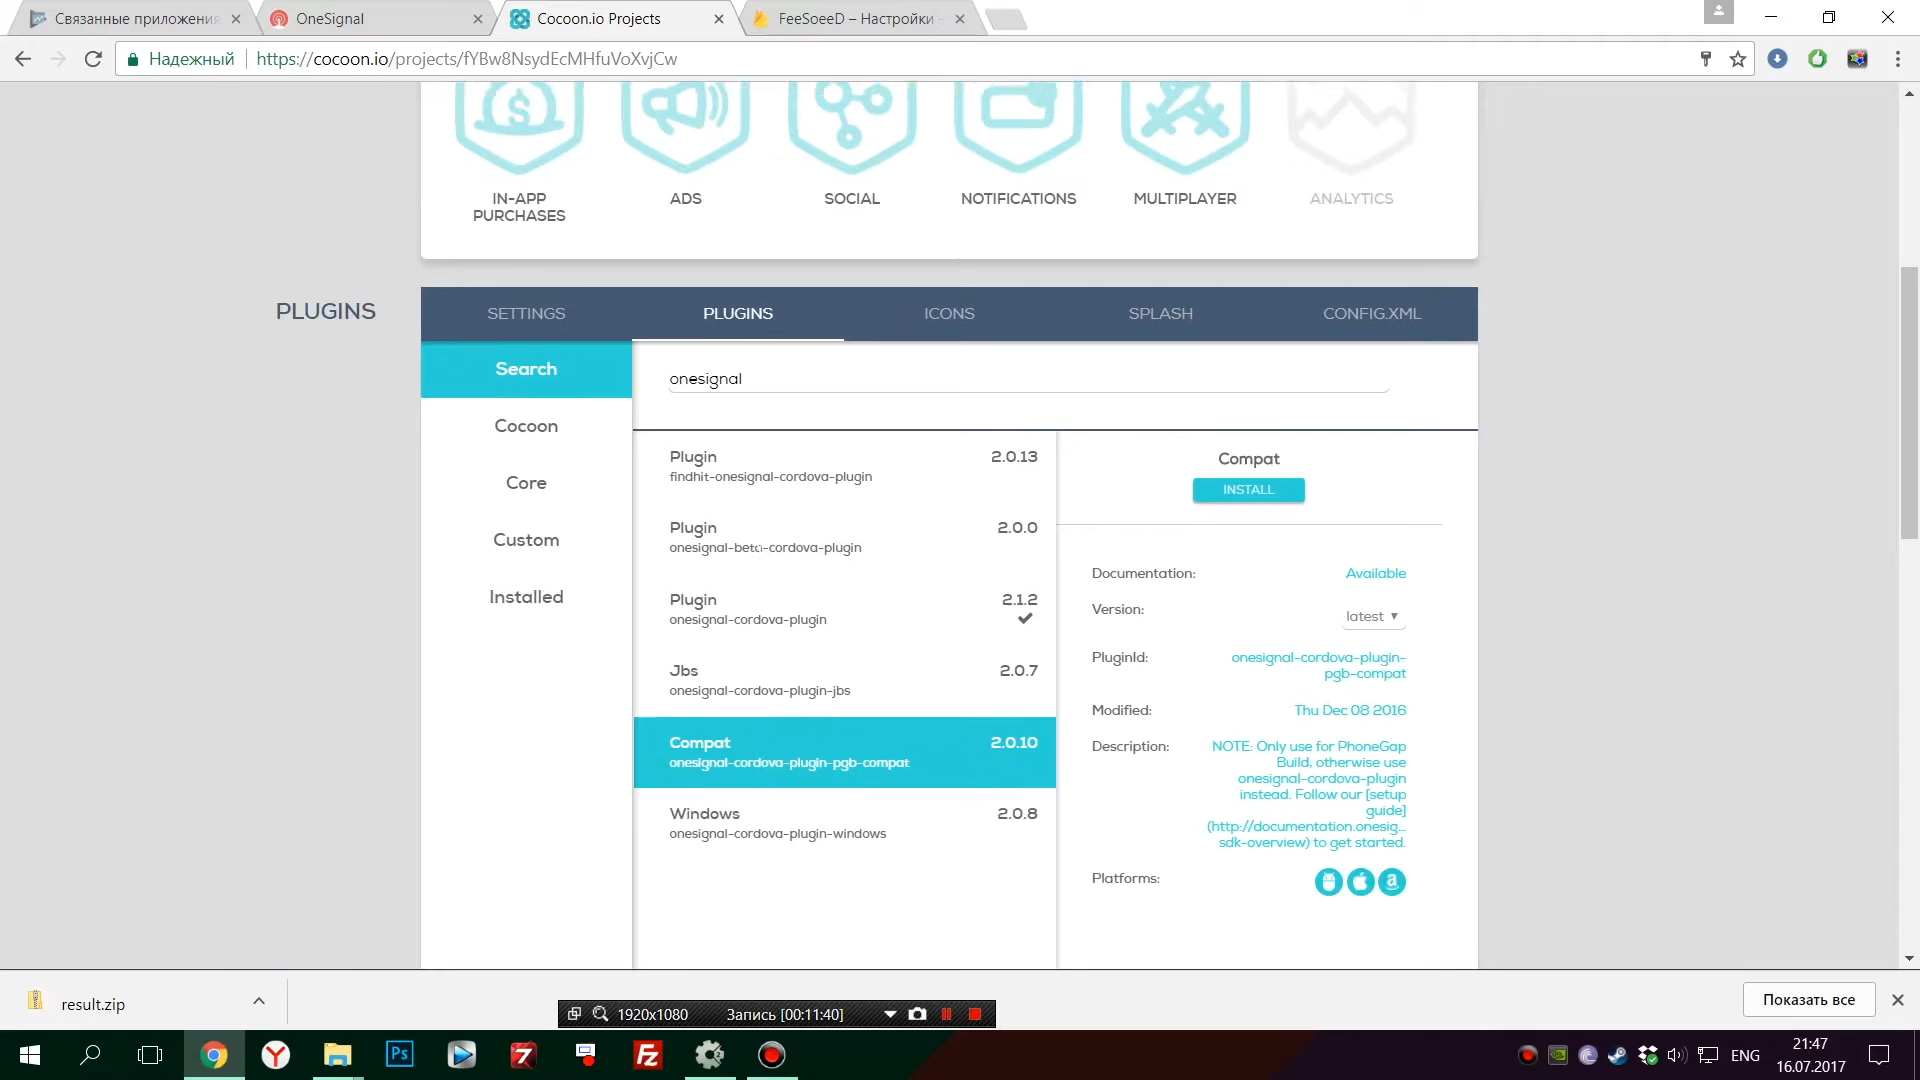 Связанные приложения
OneSignal
Cocoon.io Projects
FeeSoeeD – Настройки
Надежный
https://cocoon.io/projects/fYBw8NsydEcMHfuVoXvjCw
IN-APP
PURCHASES
ADS
SOCIAL
NOTIFICATIONS
MULTIPLAYER
ANALYTICS
PLUGINS
SETTINGS
PLUGINS
ICONS
SPLASH
CONFIG.XML
Search
Cocoon
Core
Custom
Installed
onesignal
Plugin 2.0.13
findhit-onesignal-cordova-plugin
Plugin 2.0.0
onesignal-beta-cordova-plugin
Plugin 2.1.2
onesignal-cordova-plugin
Jbs 2.0.7
onesignal-cordova-plugin-jbs
Compat 2.0.10
onesignal-cordova-plugin-pgb-compat
Windows 2.0.8
onesignal-cordova-plugin-windows
Compat
INSTALL
Documentation: Available
Version: latest
PluginId: onesignal-cordova-plugin-
pgb-compat
Modified: Thu Dec 08 2016
Description: NOTE: Only use for PhoneGap
Build, otherwise use
onesignal-cordova-plugin
instead. Follow our [setup
guide]
(http://documentation.onesig...
sdk-overview) to get started.
Platforms:
result.zip
Показать все
1920x1080 Запись [00:11:40]
Ps
Fz
ENG
21:47
16.07.2017